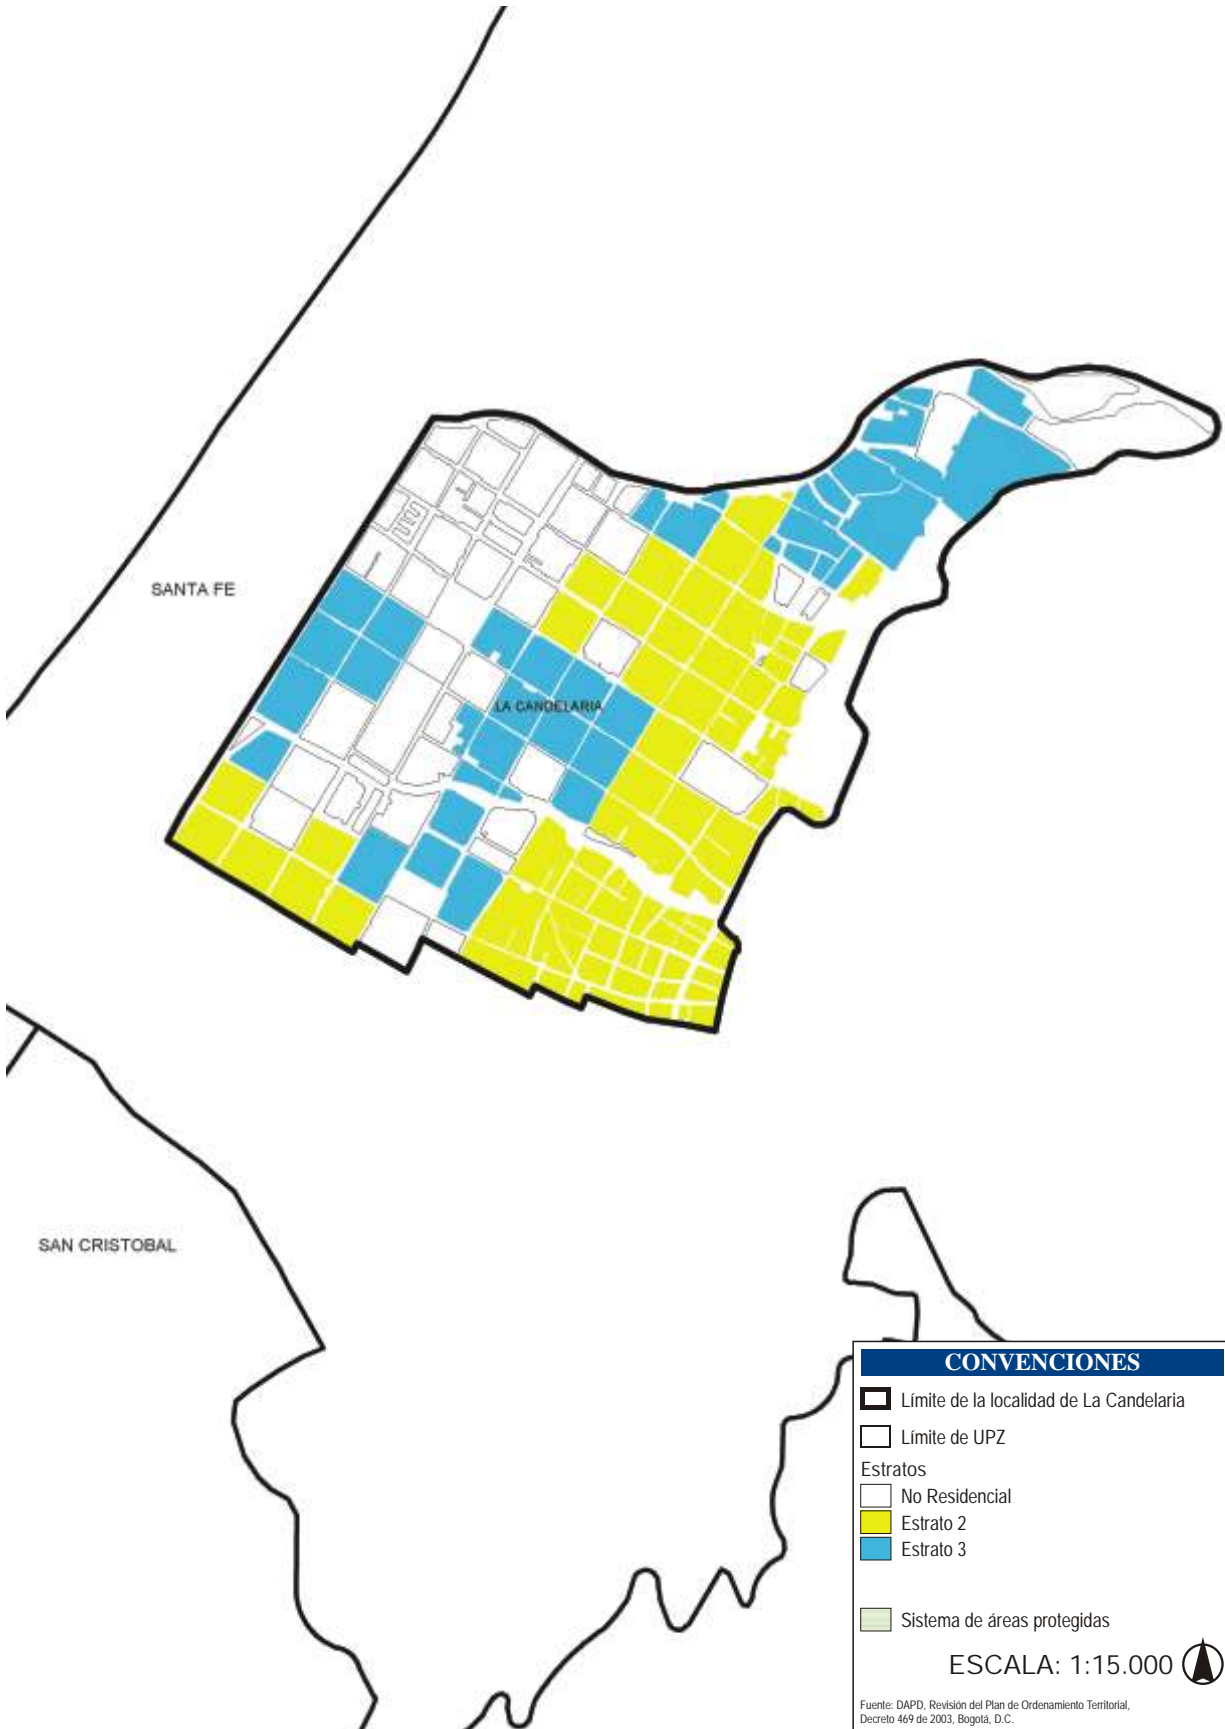 SANTA FE
LA CANDELARIA
SAN CRISTOBAL
CONVENCIONES
Límite de la localidad de La Candelaria
Límite de UPZ
Estratos
No Residencial
Estrato 2
Estrato 3
Sistema de áreas protegidas
ESCALA: 1:15.000
Fuente: DAPD, Revisión del Plan de Ordenamiento Territorial,
Decreto 469 de 2003, Bogotá, D.C.